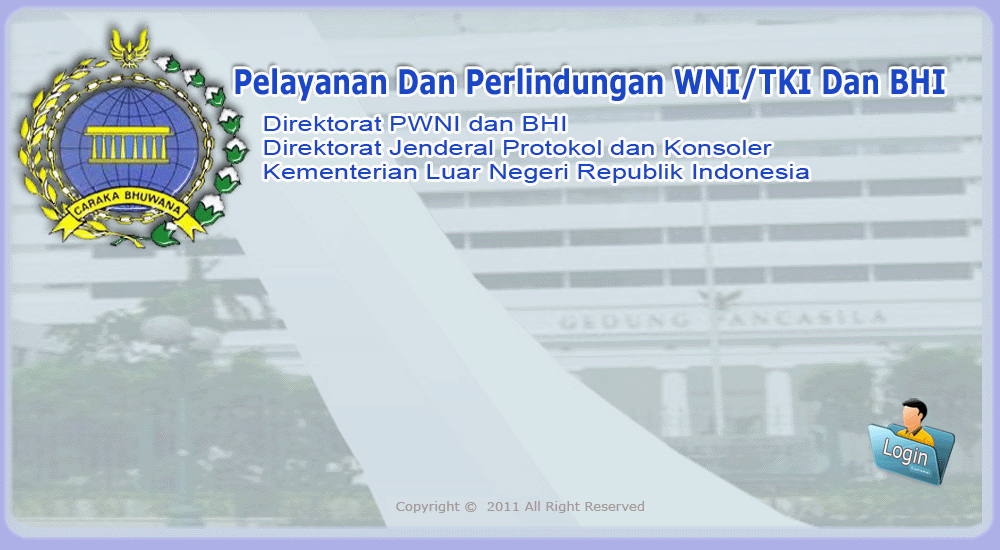 Pelayanan Dan Perlindungan WNI/TKI Dan BHI
Direktorat PWNI dan BHI
Direktorat Jenderal Protokol dan Konsoler
Kementerian Luar Negeri Republik Indonesia
CARAKA BHUWANA
GEDUNG PANCASILA
Login
Copyright © 2011 All Right Reserved